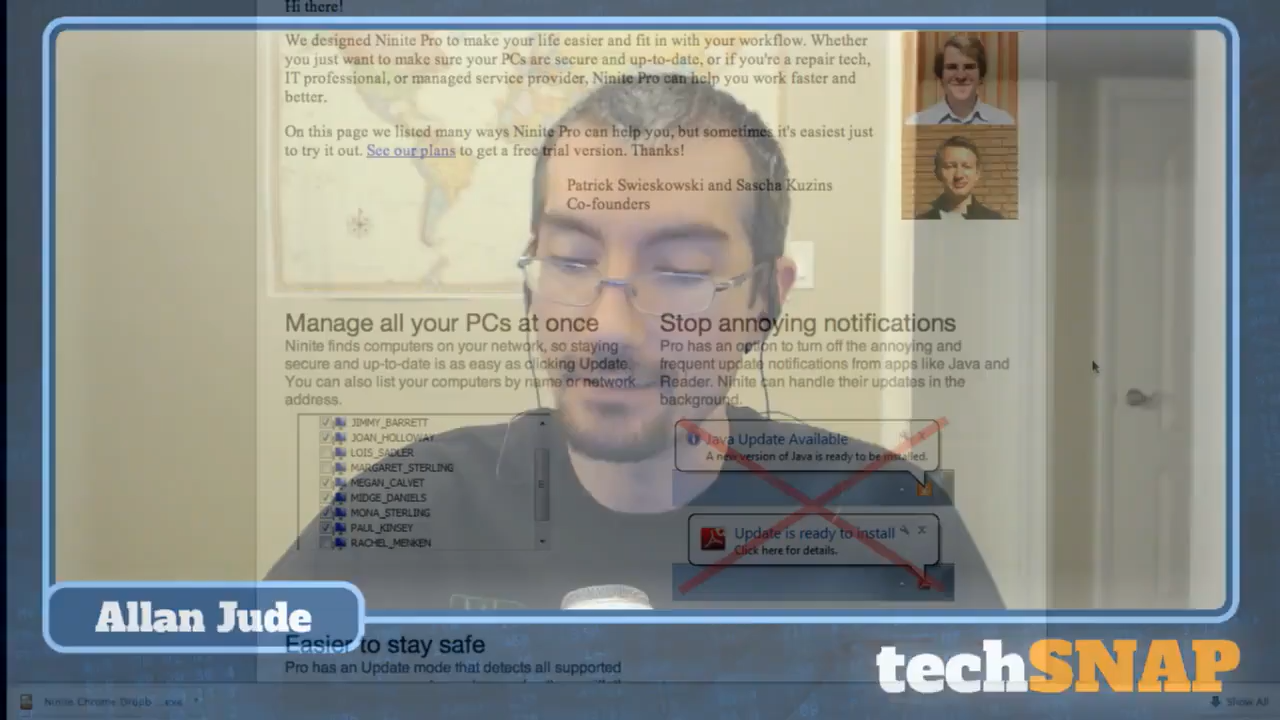 Hi there!
We designed Ninite Pro to make your life easier and fit in with your workflow. Whether
you just want to make sure your PCs are secure and up-to-date, or if you're a repair tech,
IT professional, or managed service provider, Ninite Pro can help you work faster and
better.
On this page we listed many ways Ninite Pro can help you, but sometimes it's easiest just
to try it out. See our plans to get a free trial version. Thanks!
Patrick Swieskowski and Sascha Kuzins
Co-founders
Manage all your PCs at once
Ninite finds computers on your network, so staying
secure and up-to-date is as easy as clicking Update.
You can also list your computers by name or network
address.
JIMMY_BARRETT
JOAN_HOLLOWAY
LOIS_SADLER
MARGARET_STERLING
MEGAN_CALVET
MIDGE_DANIELS
MONA_STERLING
PAUL_KINSEY
RACHEL_MENKEN
Stop annoying notifications
Pro has an option to turn off the annoying and
frequent update notifications from apps like Java and
Reader. Ninite can handle their updates in the
background.
Java Update Available
A new version of Java is ready to be installed.
Update is ready to install
Click here for details.
Allan Jude
Easier to stay safe
Pro has an Update mode that detects all supported
techSNAP
Ninite Chrome Dropb....exe
Show All